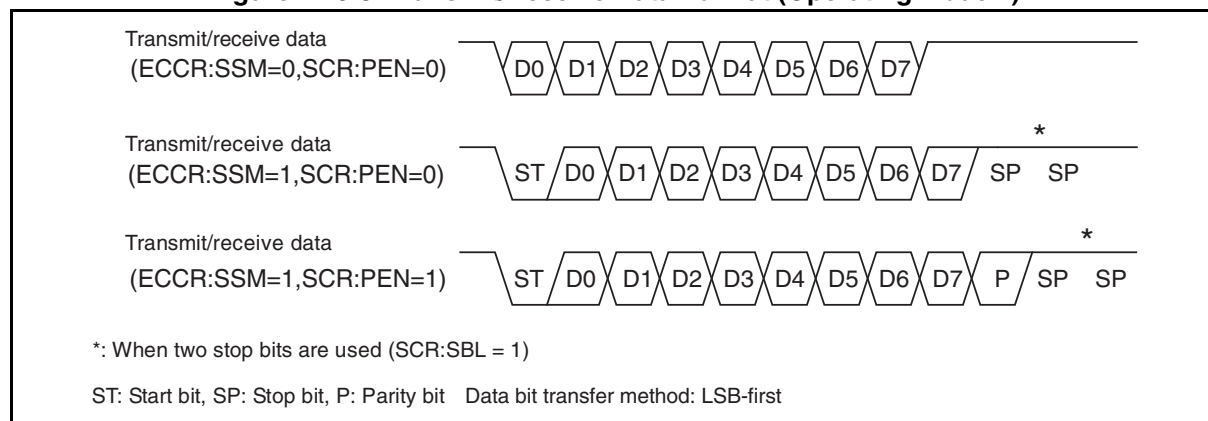 Transmit/receive data
(ECCR:SSM=0,SCR:PEN=0) D0 D1 D2 D3 D4 D5 D6 D7
*
Transmit/receive data
(ECCR:SSM=1,SCR:PEN=0) ST D0 D1 D2 D3 D4 D5 D6 D7 SP SP
*
Transmit/receive data
(ECCR:SSM=1,SCR:PEN=1) ST D0 D1 D2 D3 D4 D5 D6 D7 P SP SP
*: When two stop bits are used (SCR:SBL = 1)
ST: Start bit, SP: Stop bit, P: Parity bit Data bit transfer method: LSB-first